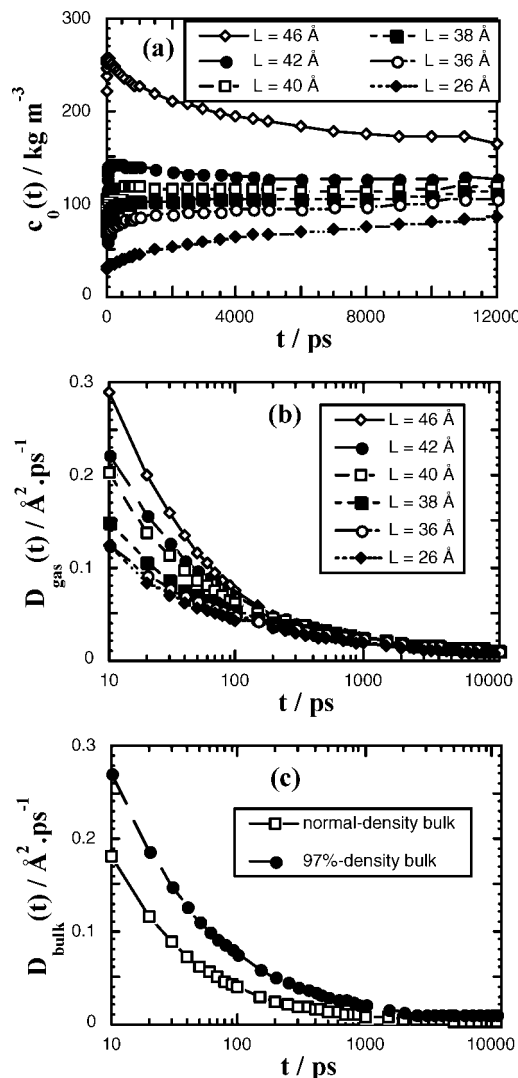 (a)
L = 46 Å
L = 42 Å
L = 40 Å
L = 38 Å
L = 36 Å
L = 26 Å
300
200
100
0
c₀(t) / kg m⁻³
0 4000 8000 12000
t / ps
(b)
L = 46 Å
L = 42 Å
L = 40 Å
L = 38 Å
L = 36 Å
L = 26 Å
0.3
0.2
0.1
0
D_gas (t) / Å².ps⁻¹
10 100 1000 10000
t / ps
(c)
normal-density bulk
97%-density bulk
0.3
0.2
0.1
0
D_bulk (t) / Å².ps⁻¹
10 100 1000 10000
t / ps